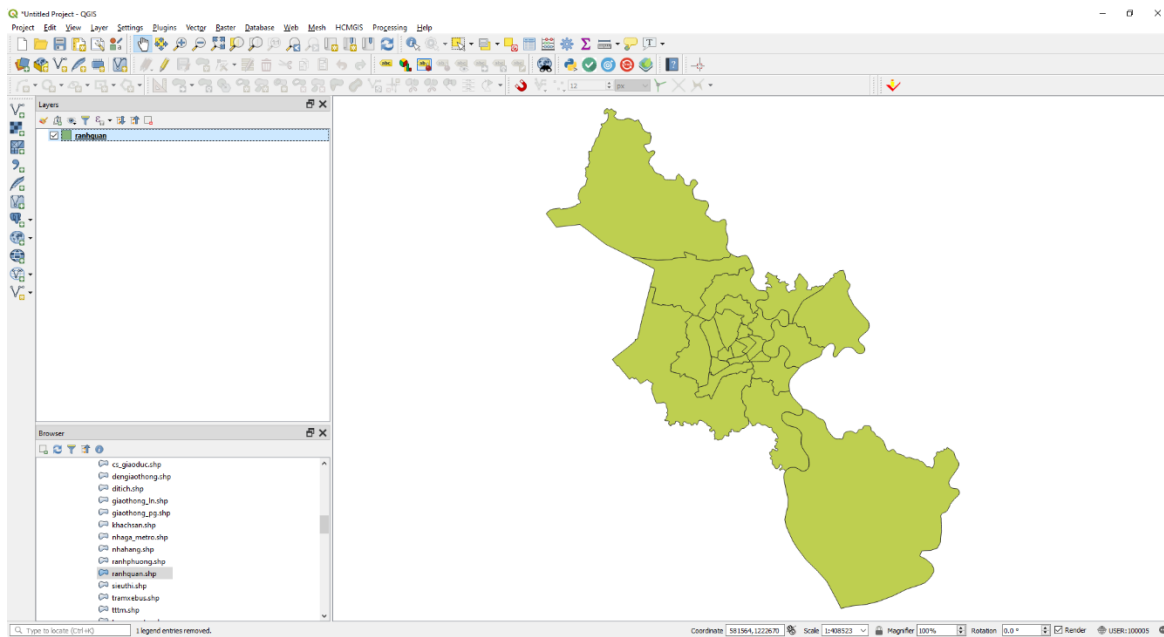 *Untitled Project - QGIS
Project Edit View Layer Settings Plugins Vector Raster Database Web Mesh HCMGIS Processing Help
12 px
Layers
ranhquan
Browser
cs_giaoduc.shp
dengiaothong.shp
ditich.shp
giaothong_ln.shp
giaothong_pg.shp
khachsan.shp
nhaga_metro.shp
nhahang.shp
ranhphuong.shp
ranhquan.shp
sieuthi.shp
tramxebus.shp
tttm.shp
Type to locate (Ctrl+K) 1 legend entries removed. Coordinate 581564,1222670 Scale 1:408523 Magnifier 100% Rotation 0.0 ° Render USER:100005